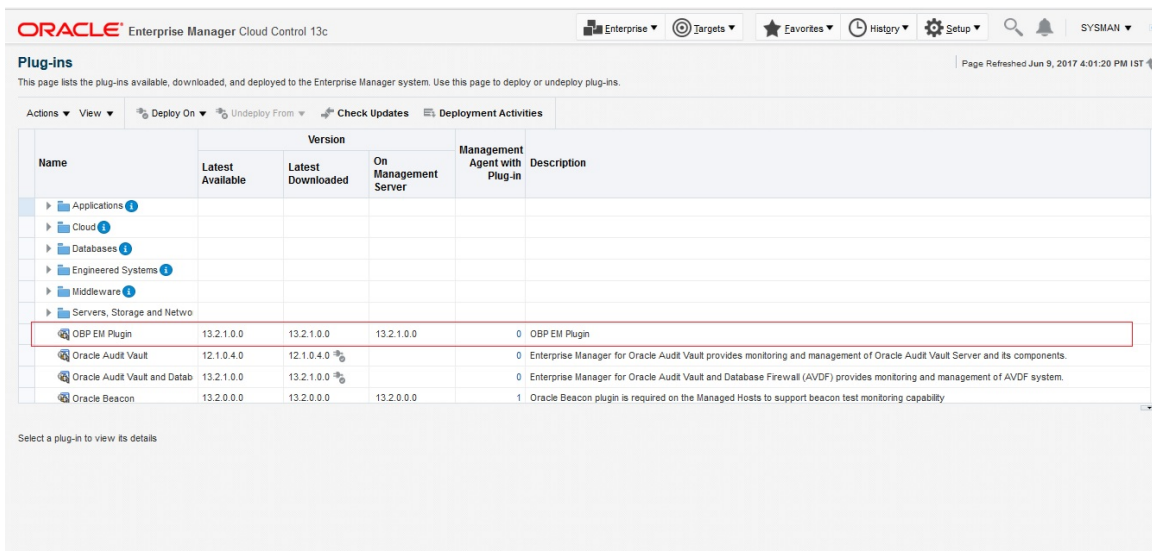 ORACLE Enterprise Manager Cloud Control 13c
Enterprise Targets Favorites History Setup SYSMAN
Plug-ins
Page Refreshed Jun 9, 2017 4:01:20 PM IST
This page lists the plug-ins available, downloaded, and deployed to the Enterprise Manager system. Use this page to deploy or undeploy plug-ins.
Actions View Deploy On Undeploy From Check Updates Deployment Activities
Name
Version
Latest Available
Latest Downloaded
On Management Server
Management Agent with Plug-in
Description
Applications
Cloud
Databases
Engineered Systems
Middleware
Servers, Storage and Netwo
OBP EM Plugin 13.2.1.0.0 13.2.1.0.0 13.2.1.0.0 0 OBP EM Plugin
Oracle Audit Vault 12.1.0.4.0 12.1.0.4.0 0 Enterprise Manager for Oracle Audit Vault provides monitoring and management of Oracle Audit Vault Server and its components.
Oracle Audit Vault and Datab 13.2.1.0.0 13.2.1.0.0 0 Enterprise Manager for Oracle Audit Vault and Database Firewall (AVDF) provides monitoring and management of AVDF system.
Oracle Beacon 13.2.0.0.0 13.2.0.0.0 13.2.0.0.0 1 Oracle Beacon plugin is required on the Managed Hosts to support beacon test monitoring capability
Select a plug-in to view its details